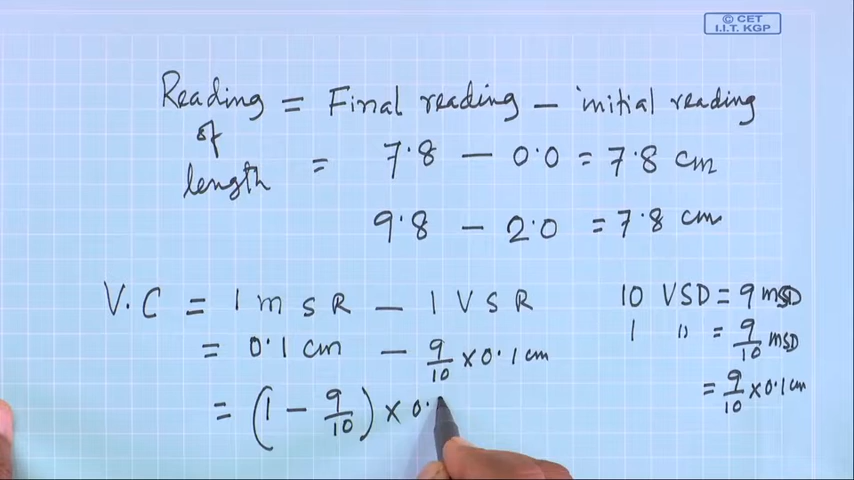 © CET
I.I.T. KGP
Reading = Final reading - initial reading
of
length = 7.8 - 0.0 = 7.8 cm
9.8 - 2.0 = 7.8 cm
V.C = 1 m S R - 1 V S R
= 0.1 cm - 9/10 × 0.1 cm
= (1 - 9/10) × 0.
10 VSD = 9 MSD
1 " = 9/10 MSD
= 9/10 × 0.1 cm